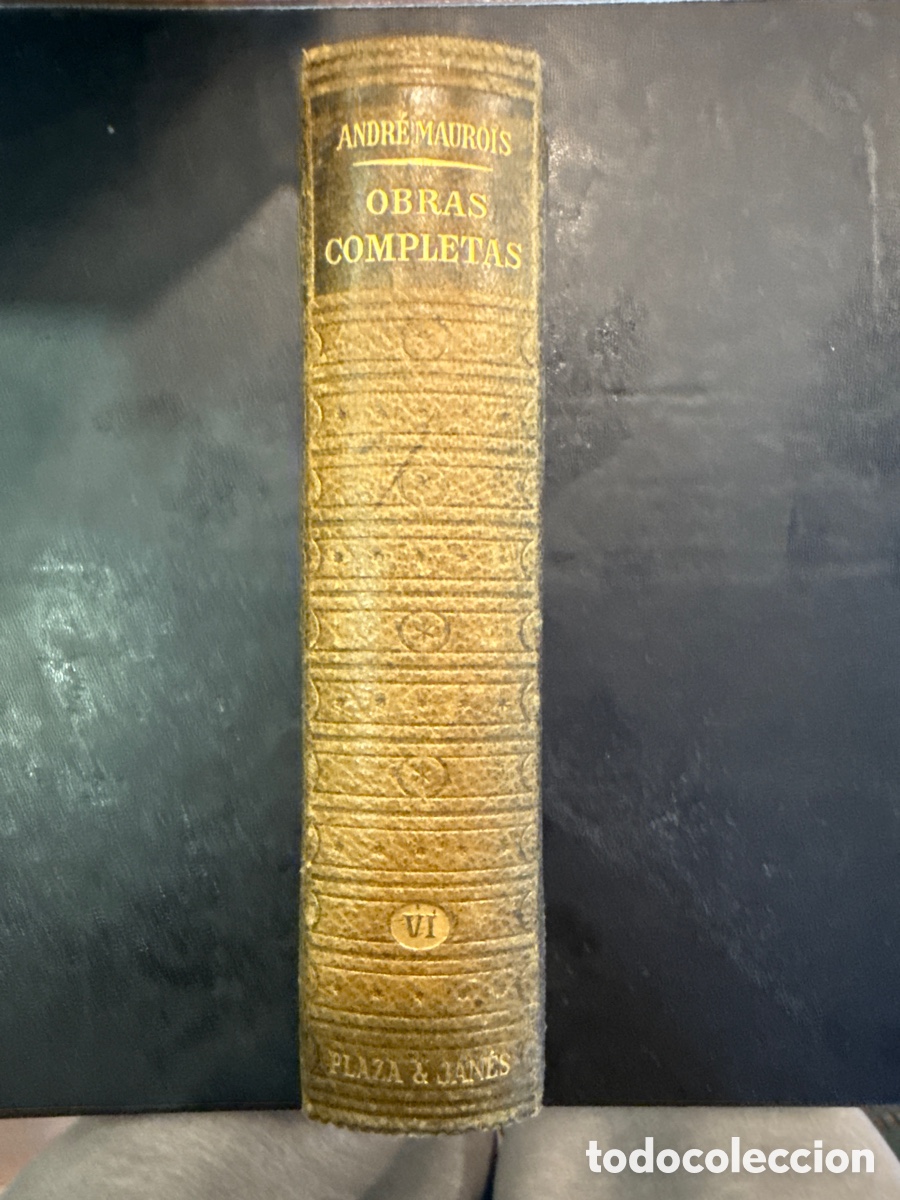 ANDRÉ MAUROIS
OBRAS
COMPLETAS
VI
PLAZA & JANÉS
todocoleccion